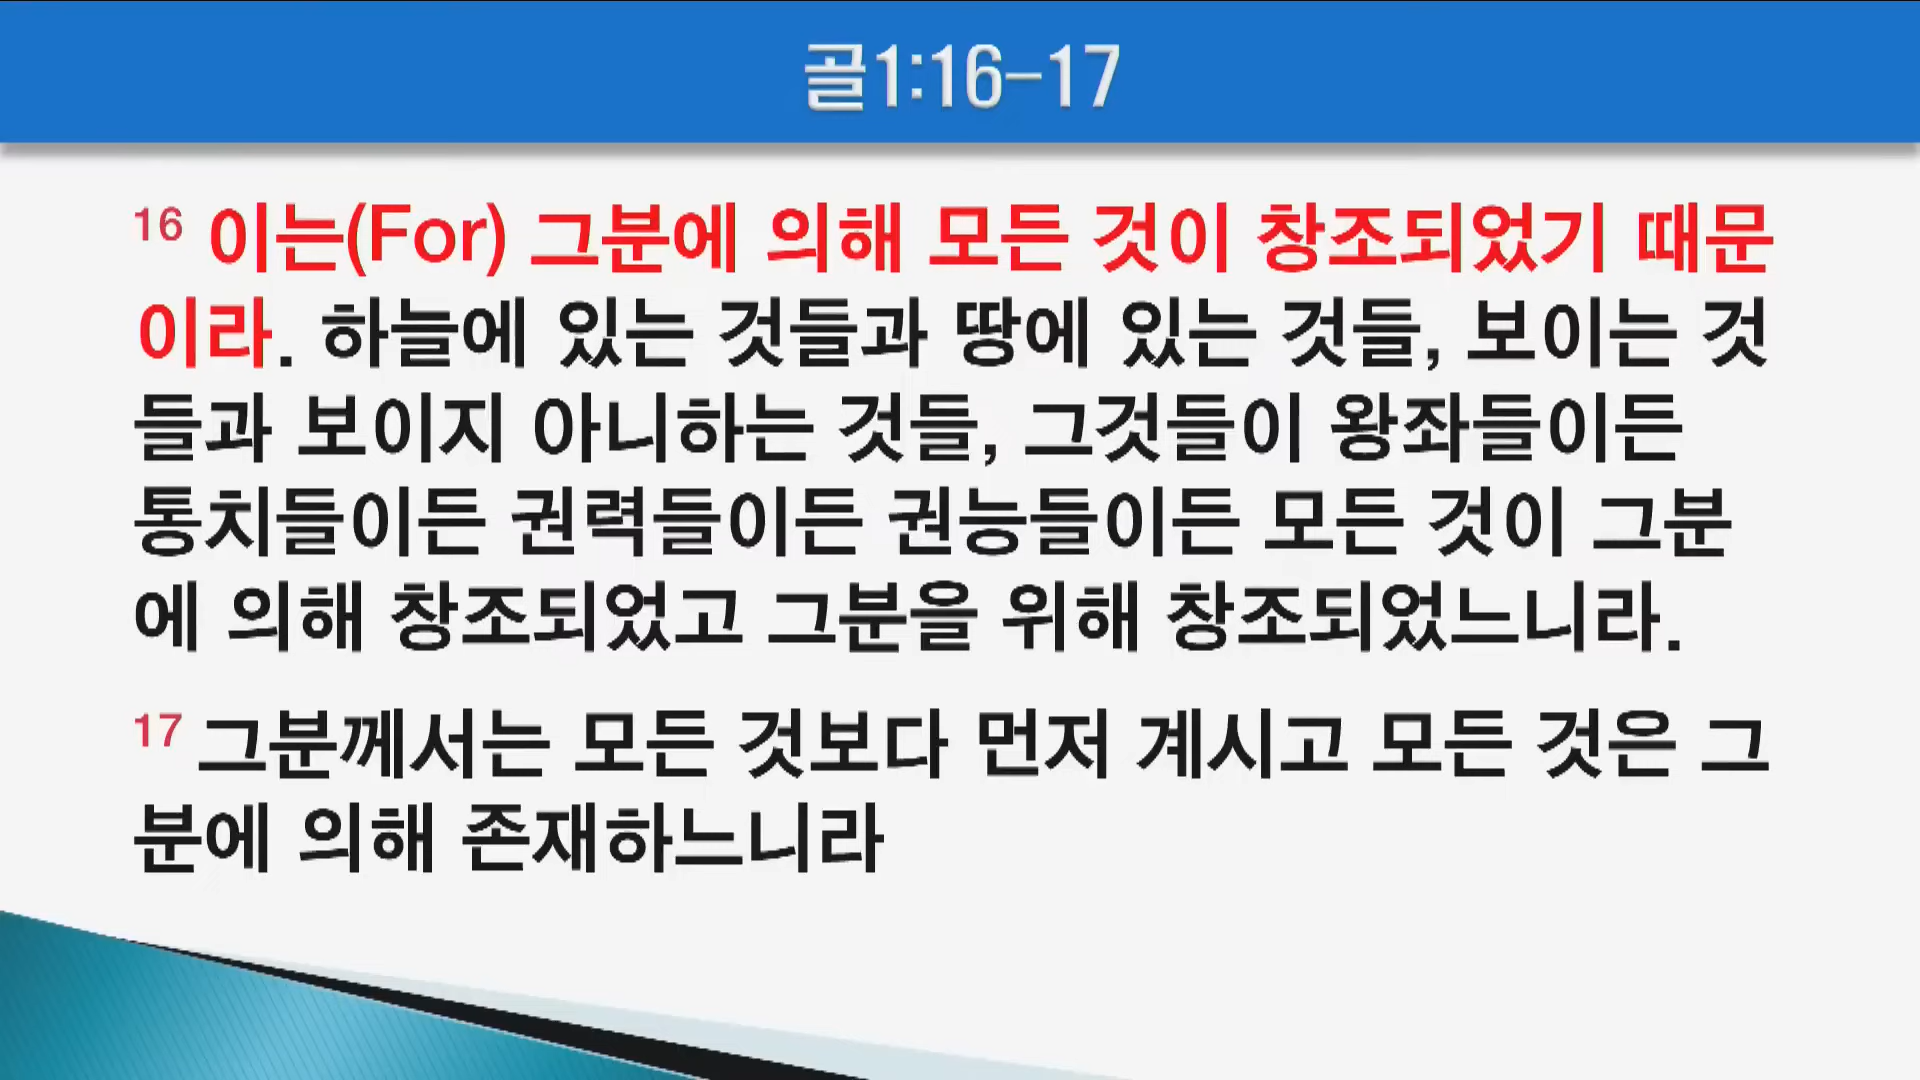 골1:16-17
16 이는(For) 그분에 의해 모든 것이 창조되었기 때문
이라. 하늘에 있는 것들과 땅에 있는 것들, 보이는 것
들과 보이지 아니하는 것들, 그것들이 왕좌들이든
통치들이든 권력들이든 권능들이든 모든 것이 그분
에 의해 창조되었고 그분을 위해 창조되었느니라.
17 그분께서는 모든 것보다 먼저 계시고 모든 것은 그
분에 의해 존재하느니라